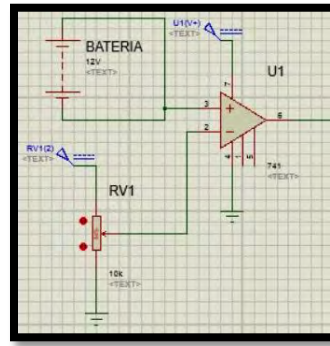 U1(V+)
<TEXT>
BATERIA
12V
<TEXT>
U1
7
3
6
2
4
1
5
741
<TEXT>
RV1(2)
<TEXT>
RV1
10k
<TEXT>